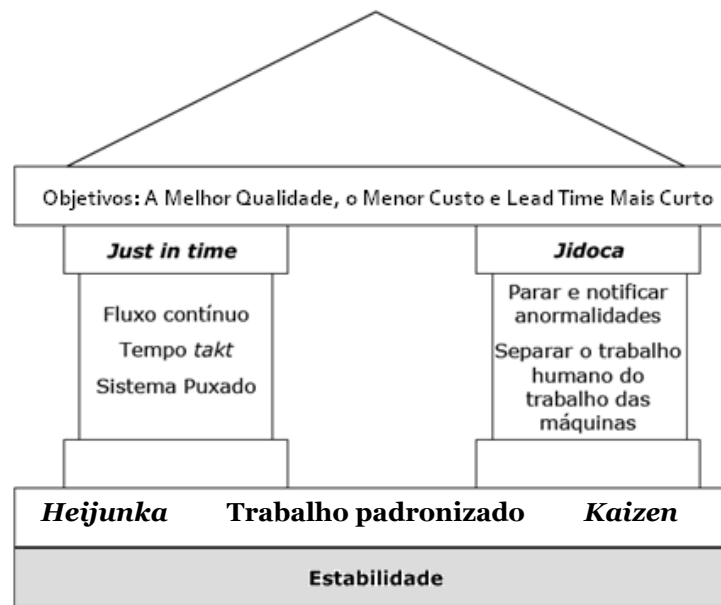 Objetivos: A Melhor Qualidade, o Menor Custo e Lead Time Mais Curto
Just in time
Fluxo contínuo
Tempo takt
Sistema Puxado
Jidoca
Parar e notificar
anormalidades
Separar o trabalho
humano do
trabalho das
máquinas
Heijunka Trabalho padronizado Kaizen
Estabilidade